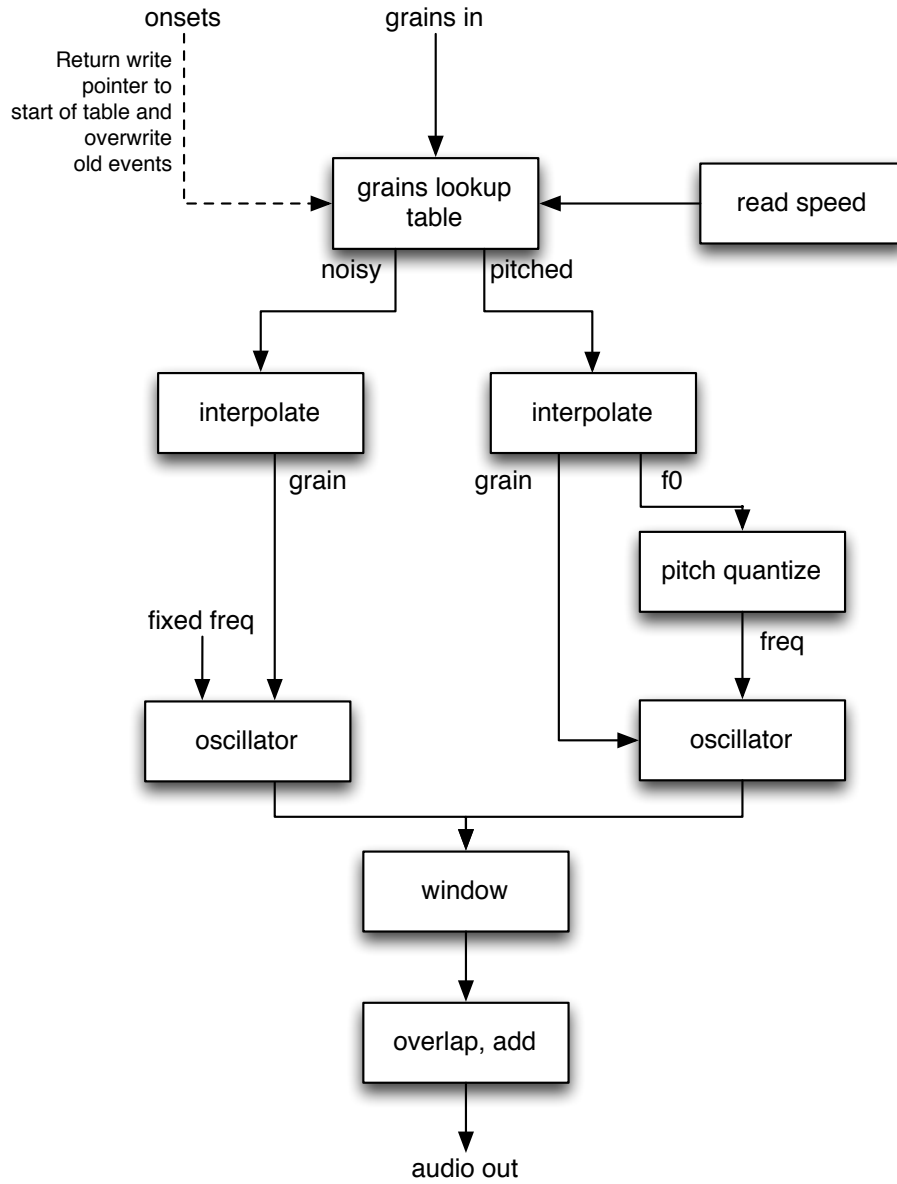 onsets
grains in
Return write
pointer to
start of table and
overwrite
old events
grains lookup
table
read speed
noisy
pitched
interpolate
interpolate
grain
grain
f0
pitch quantize
fixed freq
freq
oscillator
oscillator
window
overlap, add
audio out